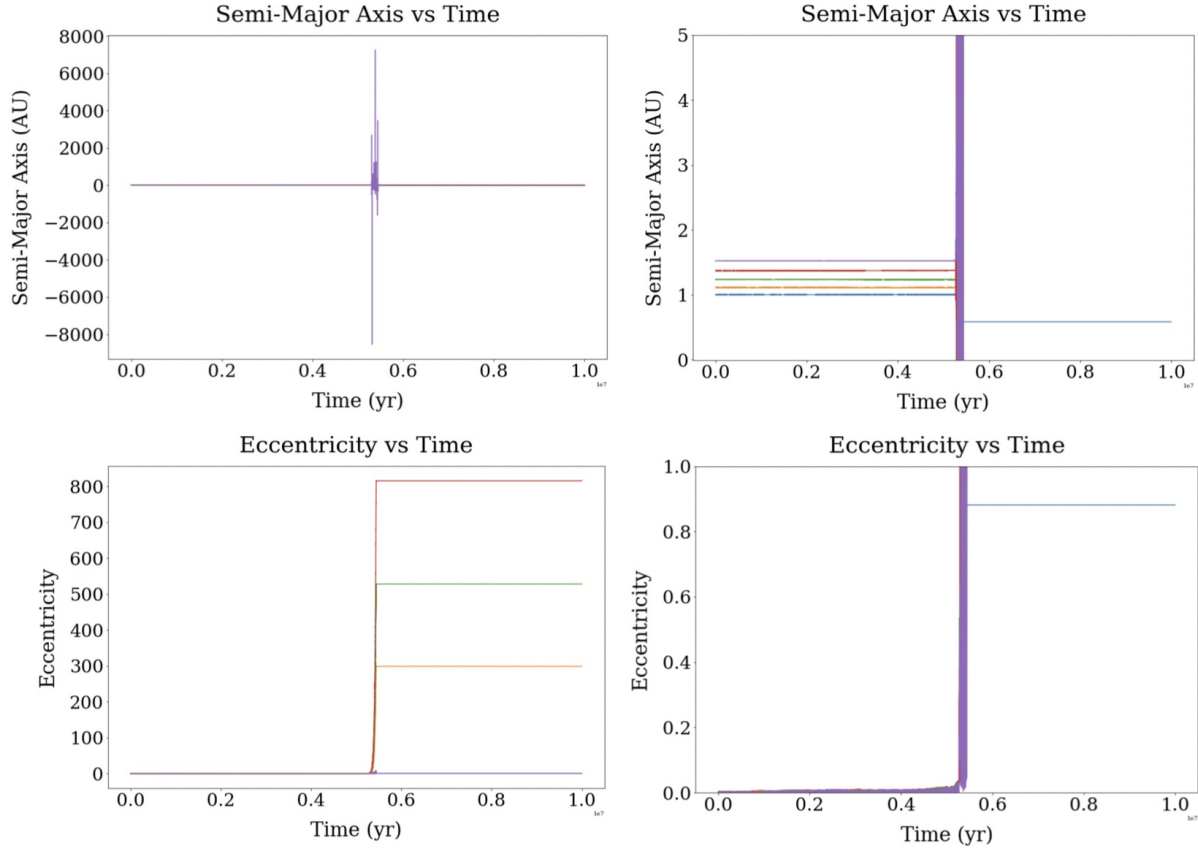 Semi-Major Axis vs Time
8000
6000
4000
2000
0
−2000
−4000
−6000
−8000
Semi-Major Axis (AU)
0.0 0.2 0.4 0.6 0.8 1.0
1e7
Time (yr)
Semi-Major Axis vs Time
5
4
3
2
1
0
Semi-Major Axis (AU)
0.0 0.2 0.4 0.6 0.8 1.0
1e7
Time (yr)
Eccentricity vs Time
800
700
600
500
400
300
200
100
0
Eccentricity
0.0 0.2 0.4 0.6 0.8 1.0
1e7
Time (yr)
Eccentricity vs Time
1.0
0.8
0.6
0.4
0.2
0.0
Eccentricity
0.0 0.2 0.4 0.6 0.8 1.0
1e7
Time (yr)